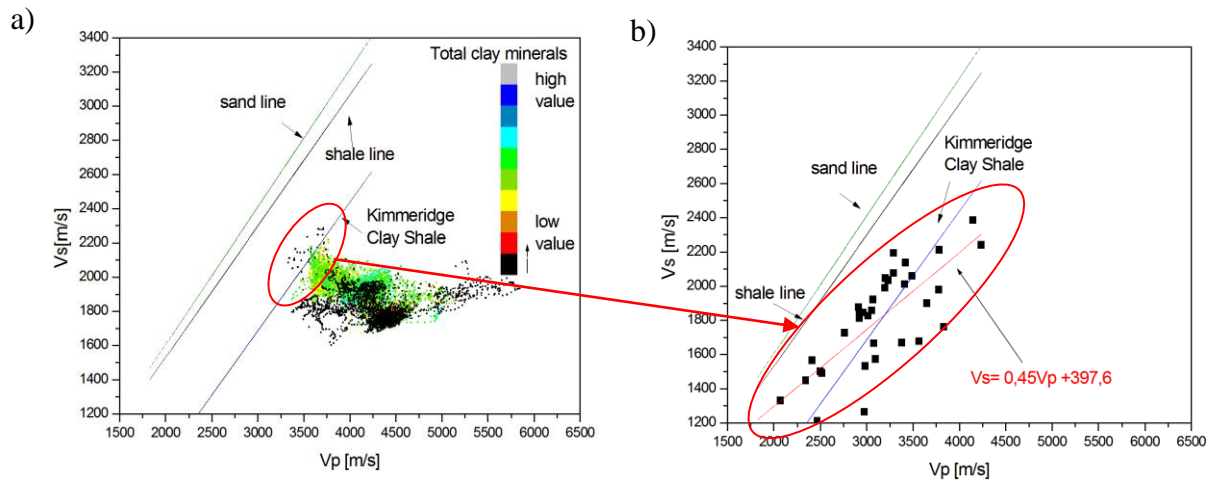 a)
3400
3200
3000
2800
2600
2400
2200
2000
1800
1600
1400
1200
Vs[m/s]
1500 2000 2500 3000 3500 4000 4500 5000 5500 6000 6500
Vp [m/s]
sand line
shale line
Kimmeridge
Clay Shale
Total clay minerals
high
value
low
value
b)
3400
3200
3000
2800
2600
2400
2200
2000
1800
1600
1400
1200
Vs [m/s]
1500 2000 2500 3000 3500 4000 4500 5000 5500 6000 6500
Vp [m/s]
Kimmeridge
Clay Shale
sand line
shale line
Vs= 0,45Vp +397,6